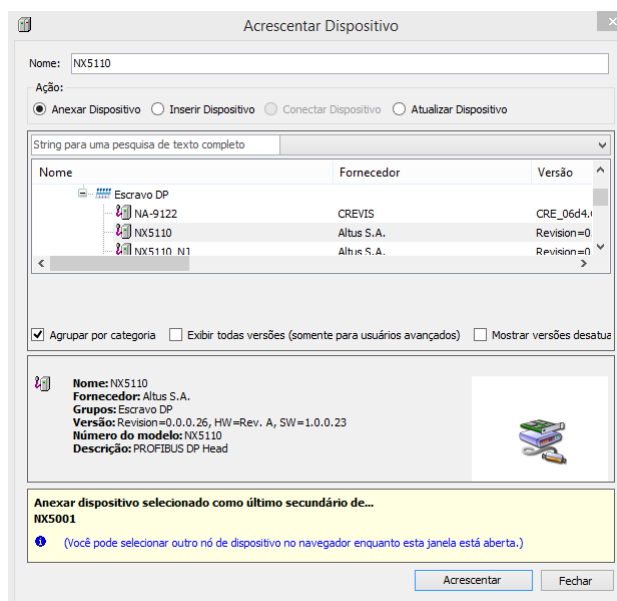 Acrescentar Dispositivo
Nome: NX5110
Ação:
Anexar Dispositivo Inserir Dispositivo Conectar Dispositivo Atualizar Dispositivo
String para uma pesquisa de texto completo
Nome Fornecedor Versão
Escravo DP
NA-9122 CREVIS CRE_06d4.
NX5110 Altus S.A. Revision=0
NX5110_N1 Altus S.A. Revision=0
Agrupar por categoria Exibir todas versões (somente para usuários avançados) Mostrar versões desatua
Nome: NX5110
Fornecedor: Altus S.A.
Grupos: Escravo DP
Versão: Revision=0.0.0.26, HW=Rev. A, SW=1.0.0.23
Número do modelo: NX5110
Descrição: PROFIBUS DP Head
Anexar dispositivo selecionado como último secundário de...
NX5001
(Você pode selecionar outro nó de dispositivo no navegador enquanto esta janela está aberta.)
Acrescentar Fechar